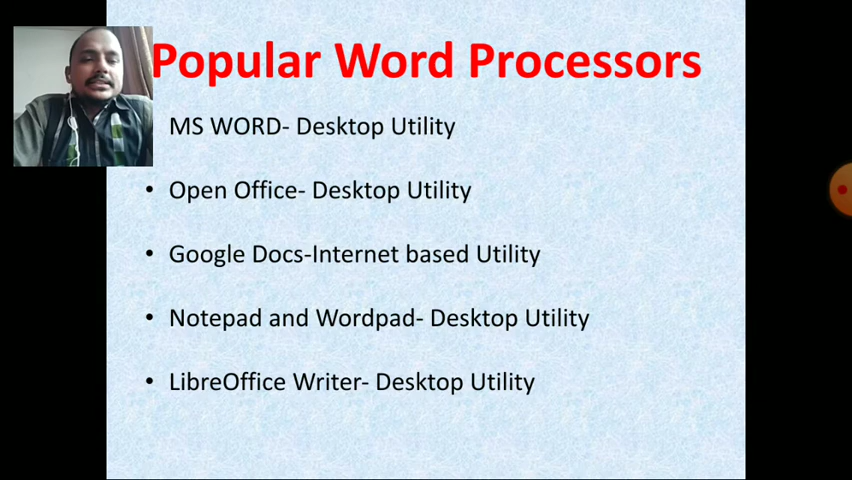 Popular Word Processors
MS WORD- Desktop Utility
• Open Office- Desktop Utility
• Google Docs-Internet based Utility
• Notepad and Wordpad- Desktop Utility
• LibreOffice Writer- Desktop Utility